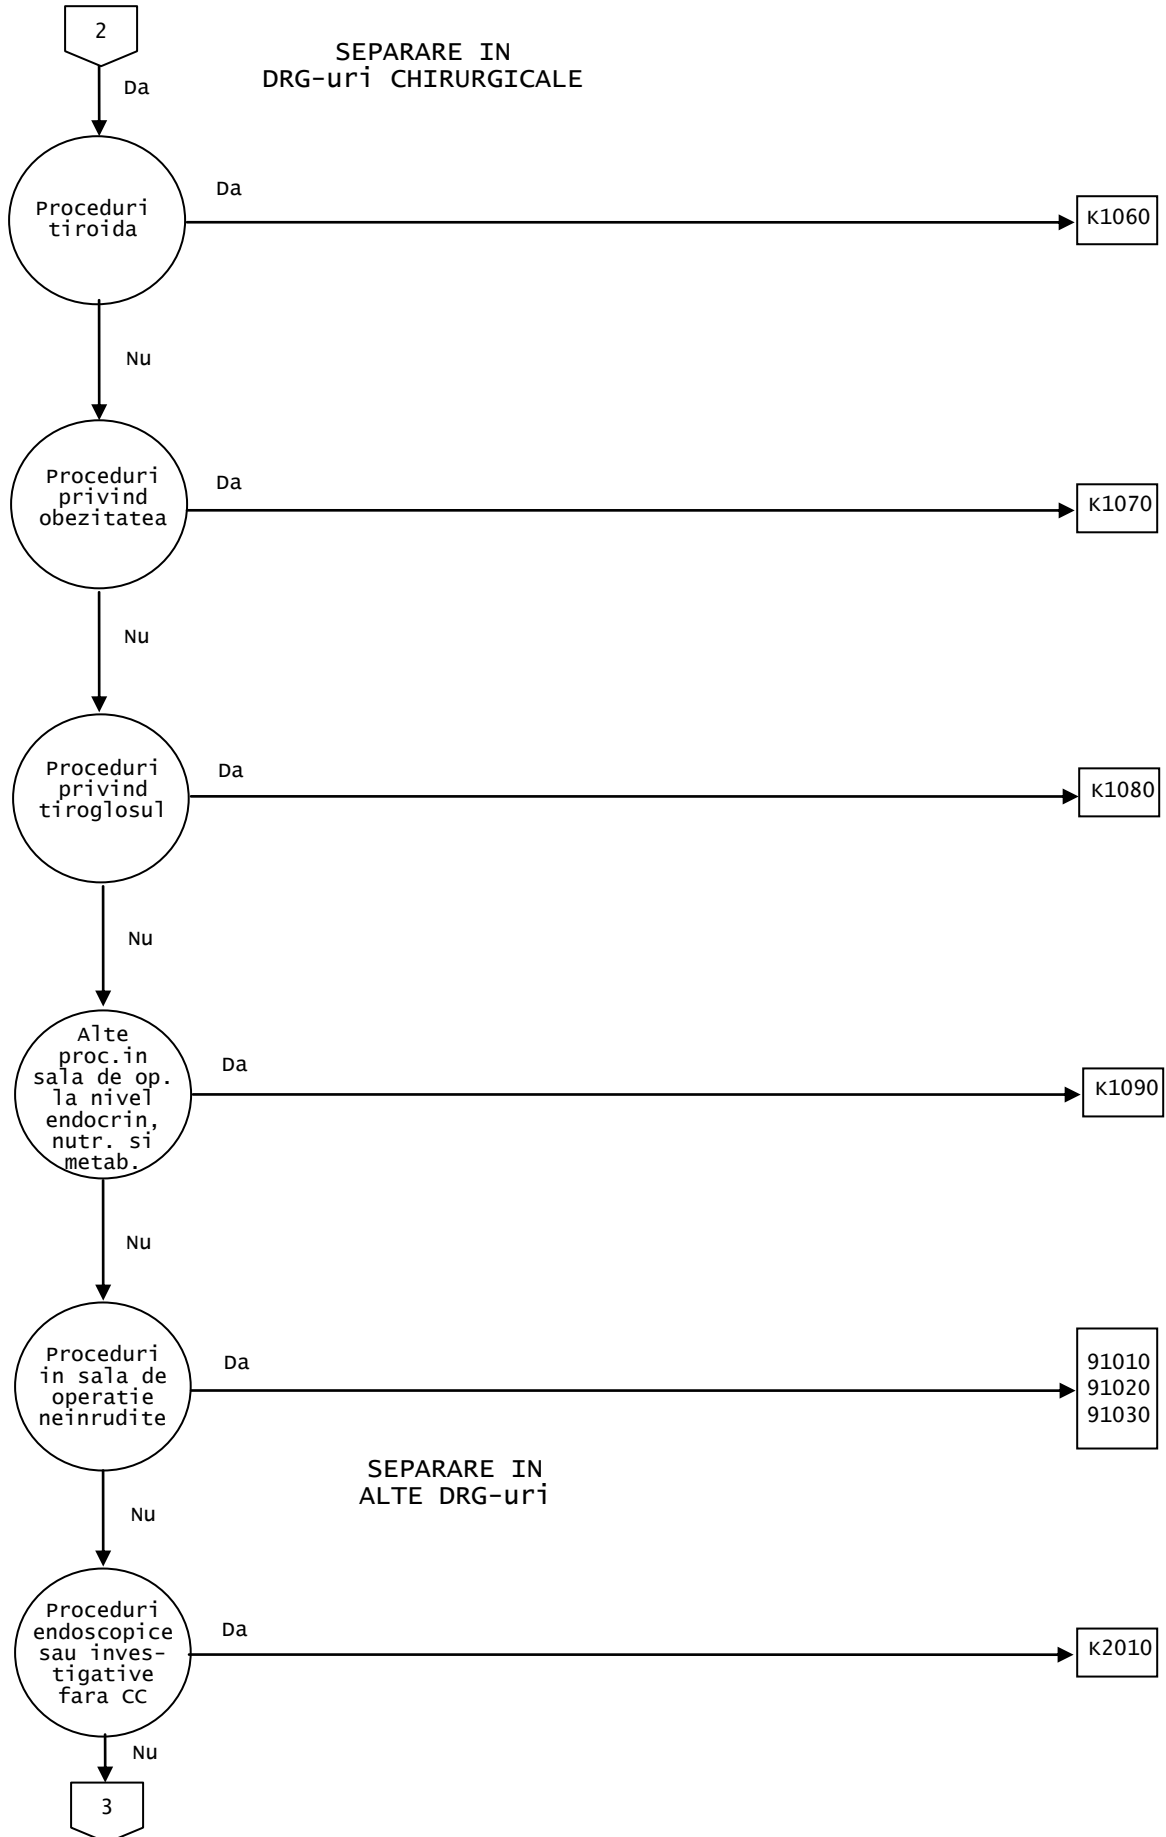 2
SEPARARE IN
DRG-uri CHIRURGICALE
Da
Proceduri
tiroida
Da
K1060
Nu
Proceduri
privind
obezitatea
Da
K1070
Nu
Proceduri
privind
tiroglosul
Da
K1080
Nu
Alte
proc.in
sala de op.
la nivel
endocrin,
nutr. si
metab.
Da
K1090
Nu
Proceduri
in sala de
operatie
neinrudite
Da
91010
91020
91030
SEPARARE IN
ALTE DRG-uri
Nu
Proceduri
endoscopice
sau inves-
tigative
fara CC
Da
K2010
Nu
3